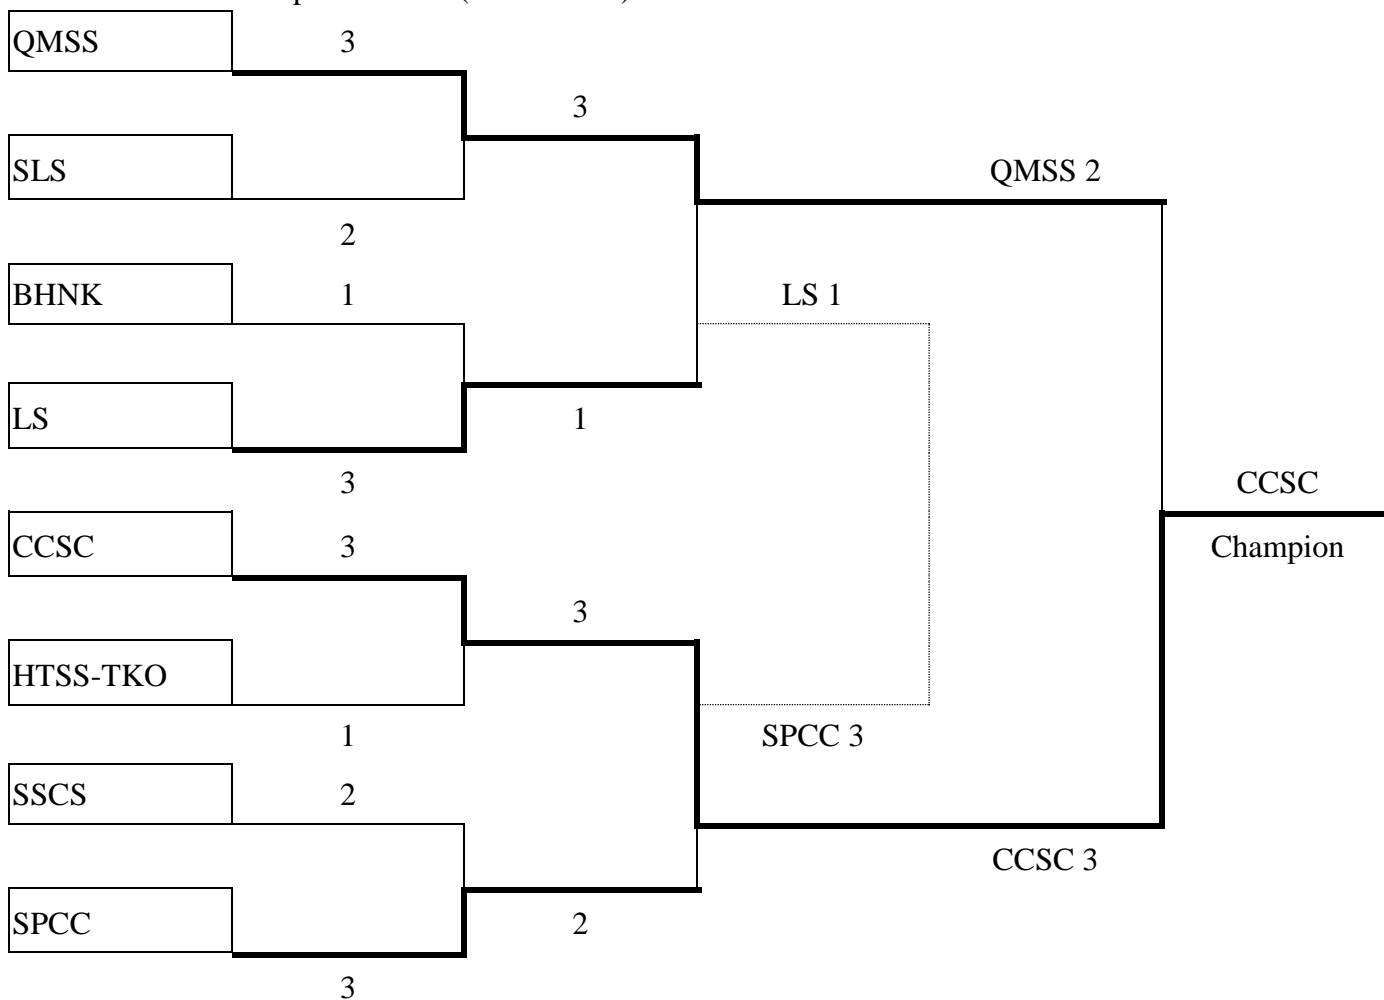 QMSS 3
3
SLS QMSS 2
2
BHNK 1 LS 1
LS 1
3 CCSC
CCSC 3 Champion
3
HTSS-TKO
1 SPCC 3
SSCS 2
CCSC 3
SPCC 2
3